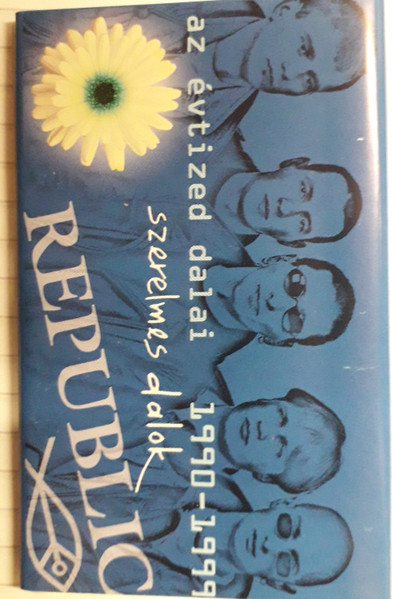 az évtized dalai 1990-1999
szerelmes dalok
REPUBLIC